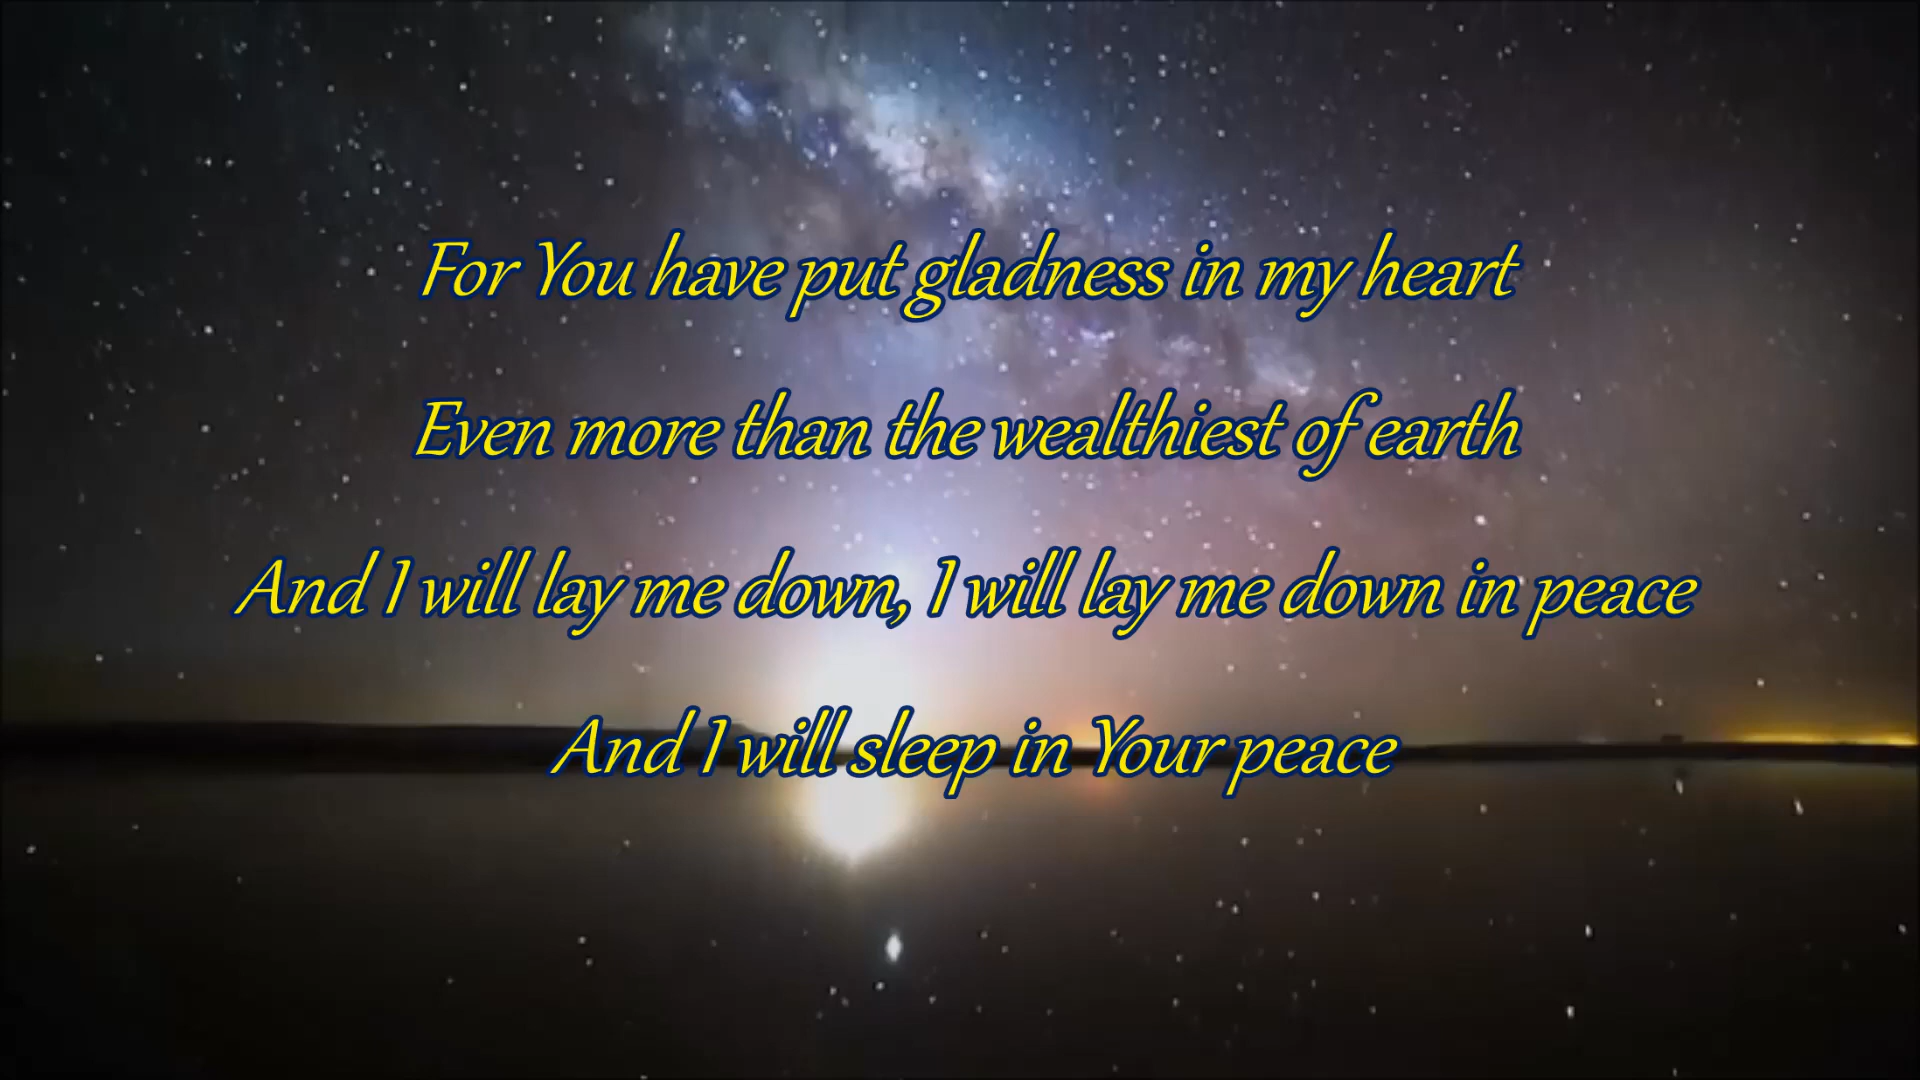 For You have put gladness in my heart
Even more than the wealthiest of earth
And I will lay me down, I will lay me down in peace
And I will sleep in Your peace